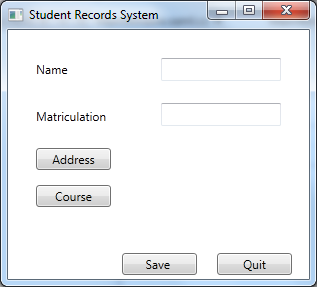 Student Records System
Name
Matriculation
Address
Course
Save Quit